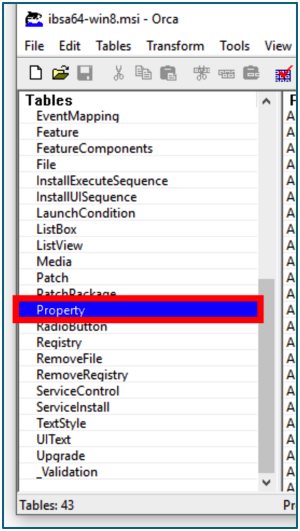 ibsa64-win8.msi - Orca
File Edit Tables Transform Tools View
Tables
EventMapping
Feature
FeatureComponents
File
InstallExecuteSequence
InstallUISequence
LaunchCondition
ListBox
ListView
Media
Patch
PatchPackage
Property
RadioButton
Registry
RemoveFile
RemoveRegistry
ServiceControl
ServiceInstall
TextStyle
UIText
Upgrade
_Validation
Tables: 43